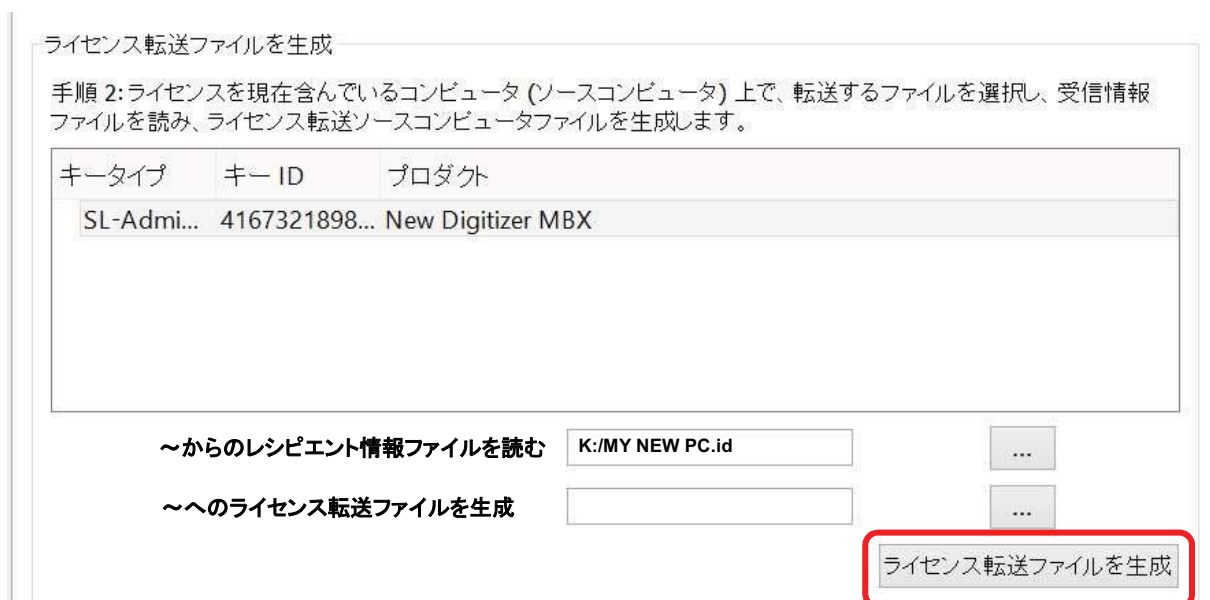 ライセンス転送ファイルを生成
手順 2:ライセンスを現在含んでいるコンピュータ (ソースコンピュータ) 上で、転送するファイルを選択し、受信情報
ファイルを読み、ライセンス転送ソースコンピュータファイルを生成します。
キータイプ キー ID プロダクト
SL-Admi... 4167321898... New Digitizer MBX
～からのレシピエント情報ファイルを読む K:/MY NEW PC.id ...
～へのライセンス転送ファイルを生成 ...
ライセンス転送ファイルを生成